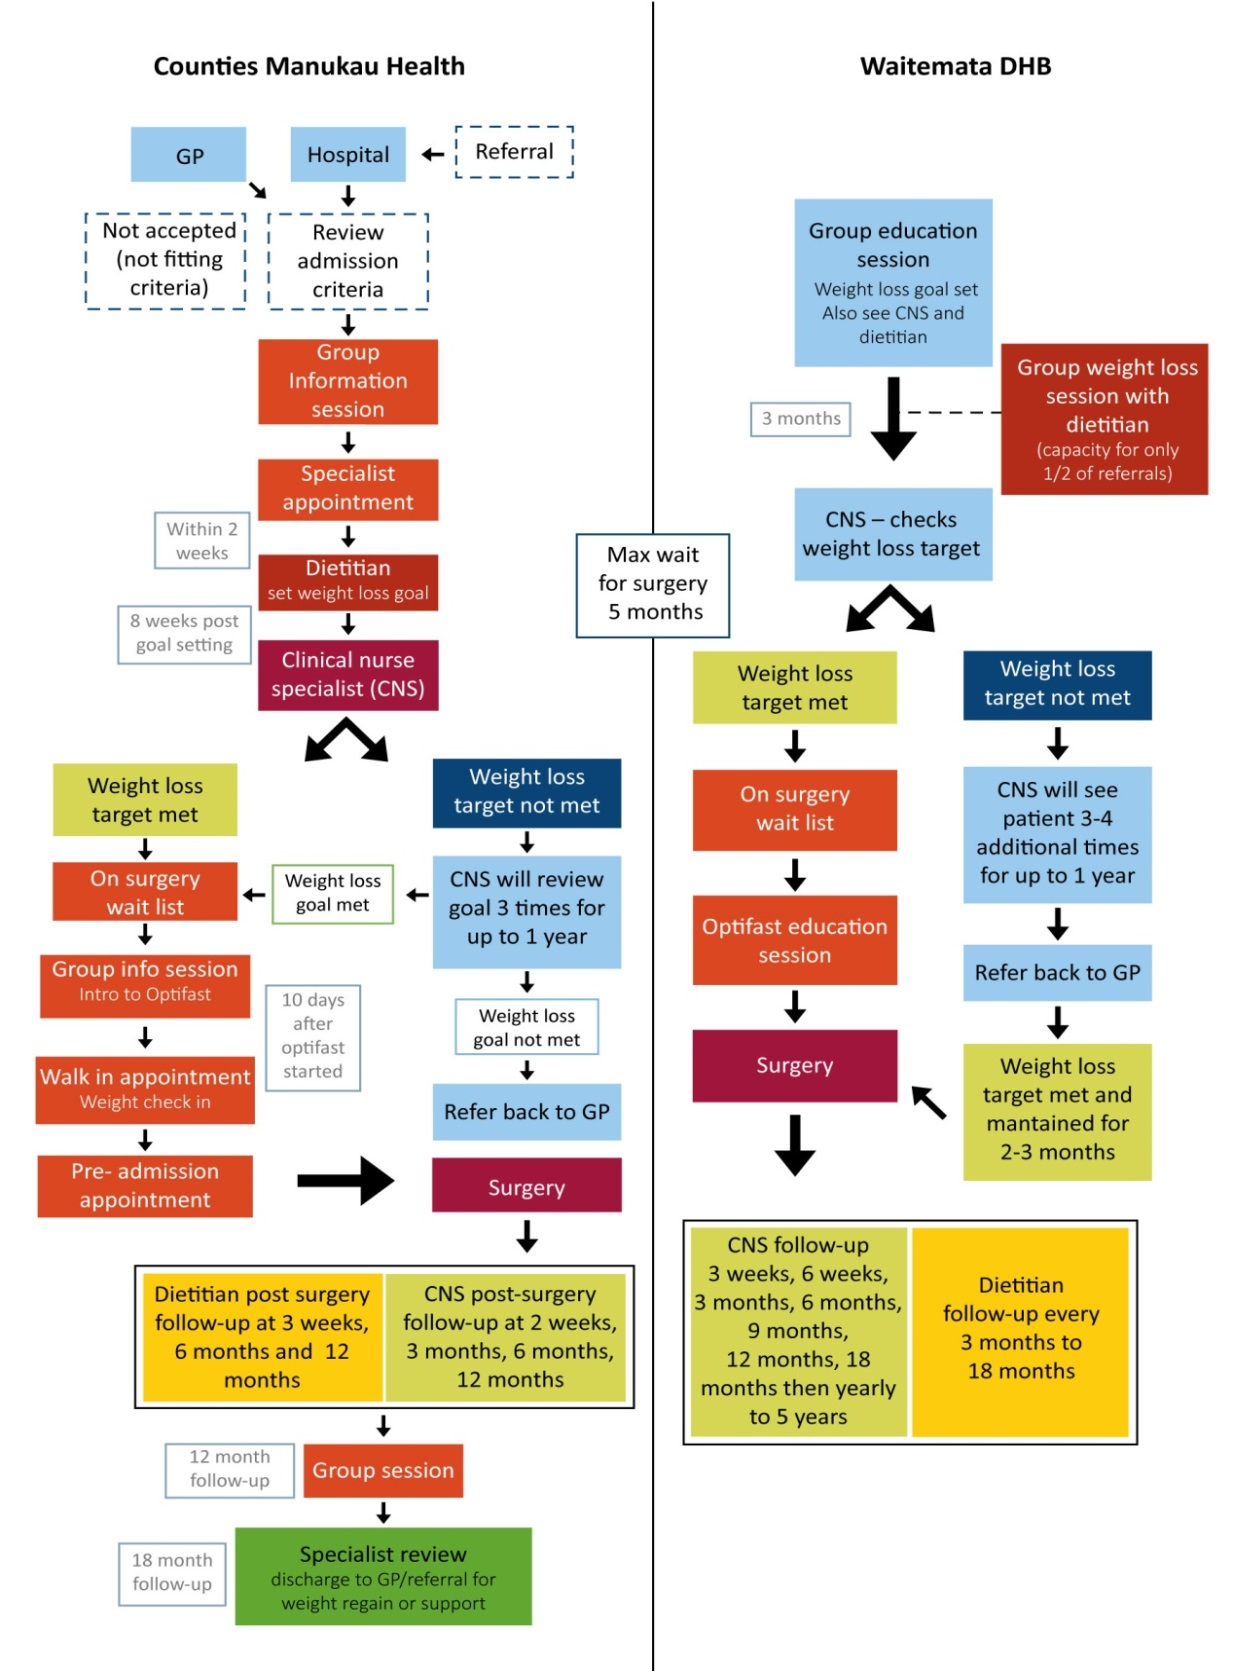 Counties Manukau Health
GP
Hospital
Referral
Not accepted
(not fitting
criteria)
Review
admission
criteria
Group
Information
session
Specialist
appointment
Within 2
weeks
Dietitian
set weight loss goal
8 weeks post
goal setting
Clinical nurse
specialist (CNS)
Weight loss
target met
Weight loss
target not met
On surgery
wait list
Weight loss
goal met
CNS will review
goal 3 times for
up to 1 year
Group info session
Intro to Optifast
10 days
after
optifast
started
Weight loss
goal not met
Walk in appointment
Weight check in
Refer back to GP
Pre- admission
appointment
Surgery
Dietitian post surgery
follow-up at 3 weeks,
6 months and 12
months
CNS post-surgery
follow-up at 2 weeks,
3 months, 6 months,
12 months
12 month
follow-up
Group session
18 month
follow-up
Specialist review
discharge to GP/referral for
weight regain or support
Max wait
for surgery
5 months
Waitemata DHB
Group education
session
Weight loss goal set
Also see CNS and
dietitian
3 months
Group weight loss
session with
dietitian
(capacity for only
1/2 of referrals)
CNS – checks
weight loss target
Weight loss
target met
Weight loss
target not met
On surgery
wait list
CNS will see
patient 3-4
additional times
for up to 1 year
Optifast education
session
Refer back to GP
Surgery
Weight loss
target met and
mantained for
2-3 months
CNS follow-up
3 weeks, 6 weeks,
3 months, 6 months,
9 months,
12 months, 18
months then yearly
to 5 years
Dietitian
follow-up every
3 months to
18 months